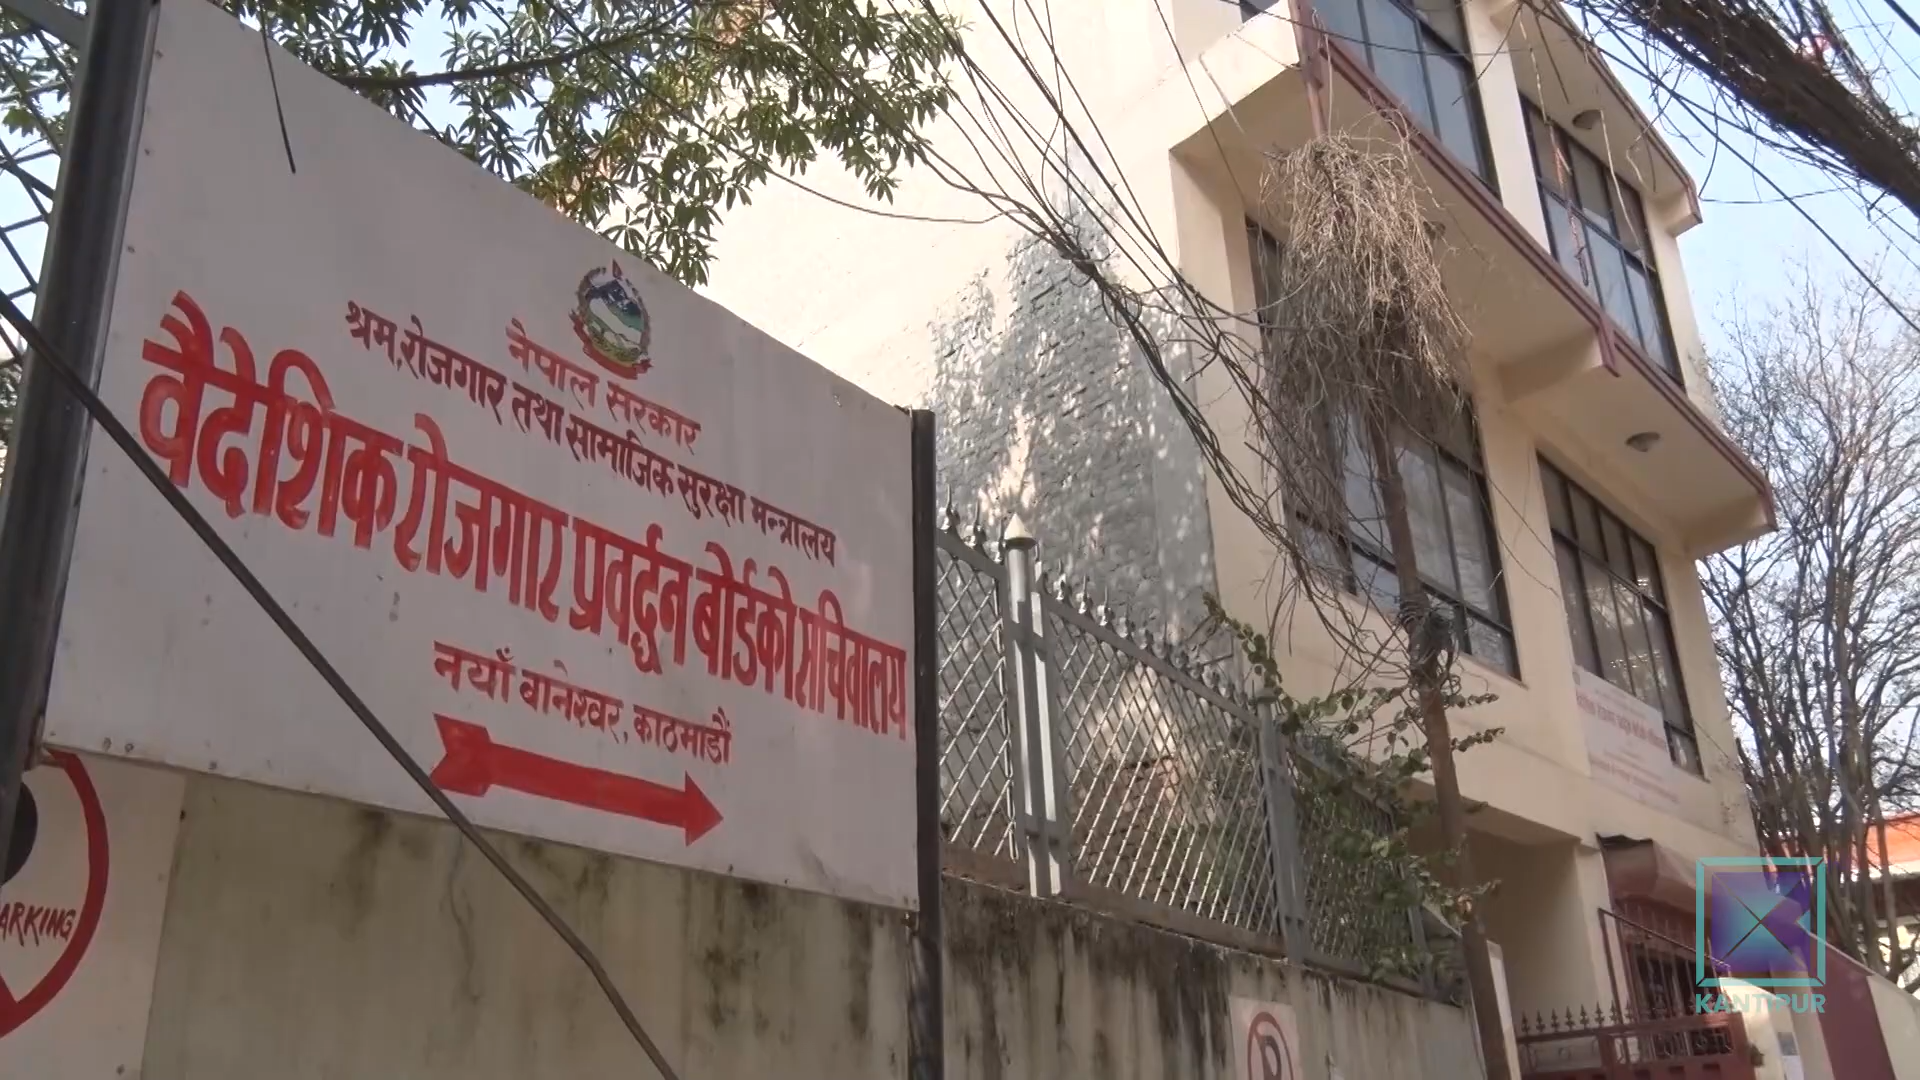 नेपाल सरकार
श्रम, रोजगार तथा सामाजिक सुरक्षा मन्त्रालय
वैदेशिक रोजगार प्रवर्द्धन बोर्डको सचिवालय
नयाँ वानेश्वर, काठमाडौं
ARKING
KANTIPUR